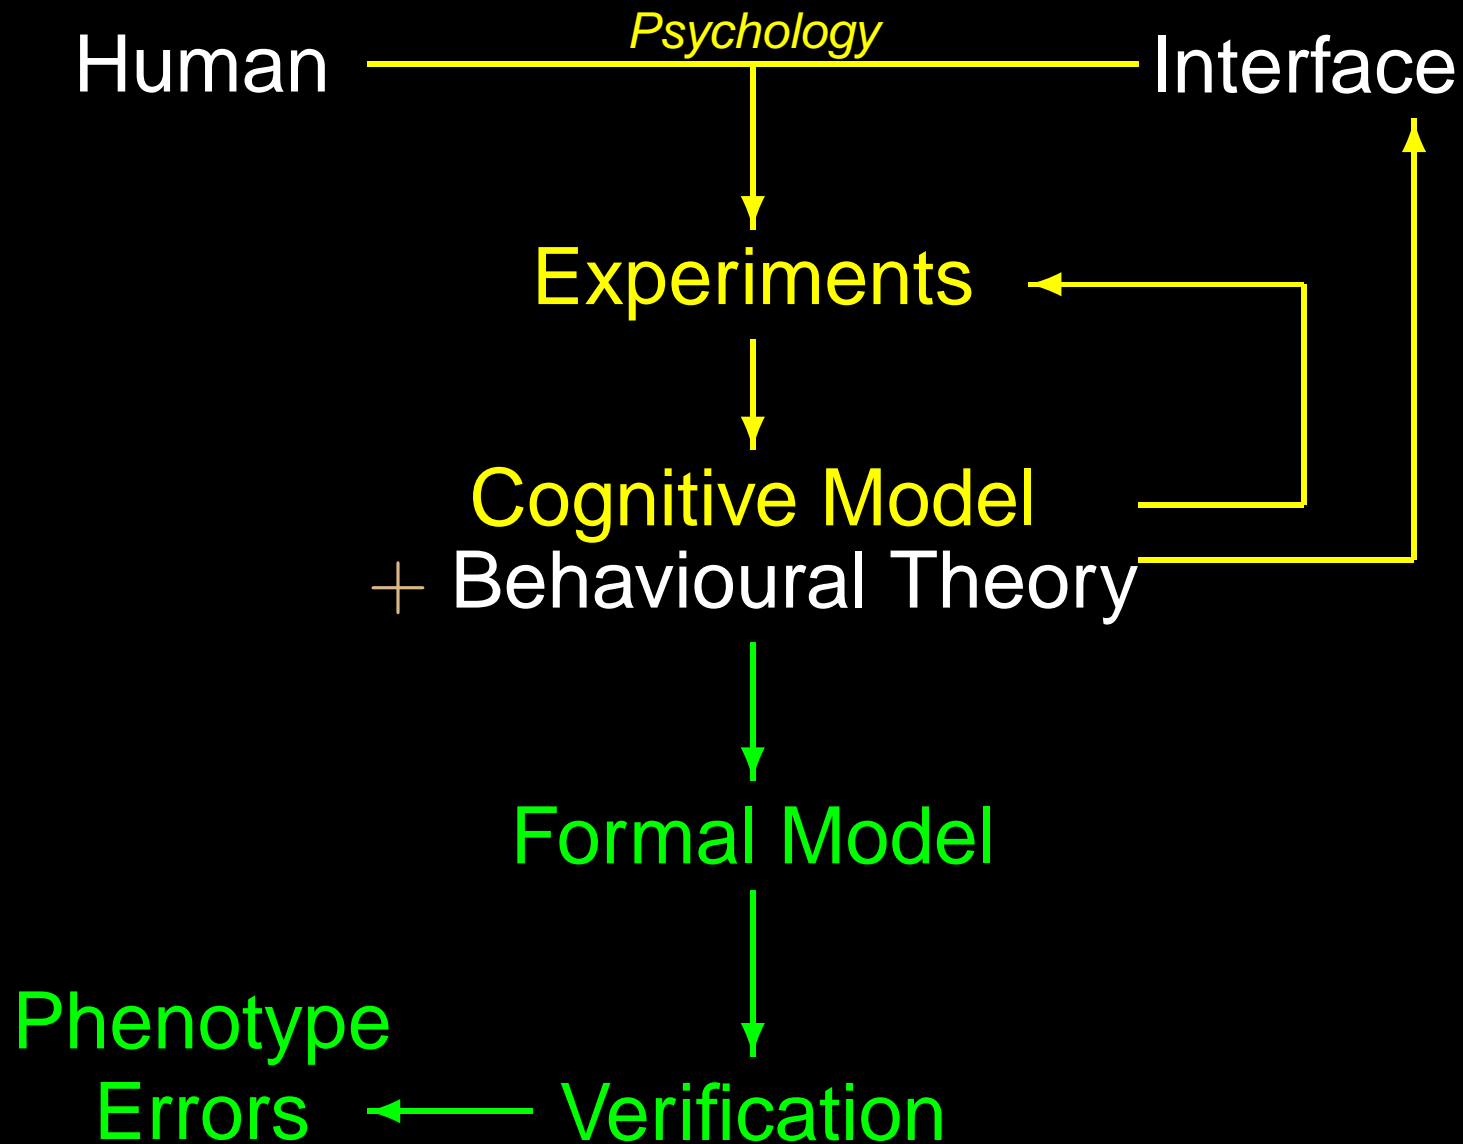 Psychology
Human
Interface
Experiments
Cognitive Model
+ Behavioural Theory
Formal Model
Phenotype
Errors
Verification